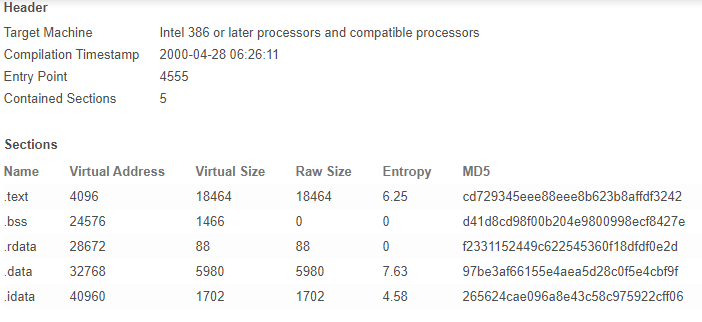 Header
Target Machine Intel 386 or later processors and compatible processors
Compilation Timestamp 2000-04-28 06:26:11
Entry Point 4555
Contained Sections 5
Sections
Name Virtual Address Virtual Size Raw Size Entropy MD5
.text 4096 18464 18464 6.25 cd729345eee88eee8b623b8affdf3242
.bss 24576 1466 0 0 d41d8cd98f00b204e9800998ecf8427e
.rdata 28672 88 88 0 f2331152449c622545360f18dfdf0e2d
.data 32768 5980 5980 7.63 97be3af66155e4aea5d28c0f5e4cbf9f
.idata 40960 1702 1702 4.58 265624cae096a8e43c58c975922cff06